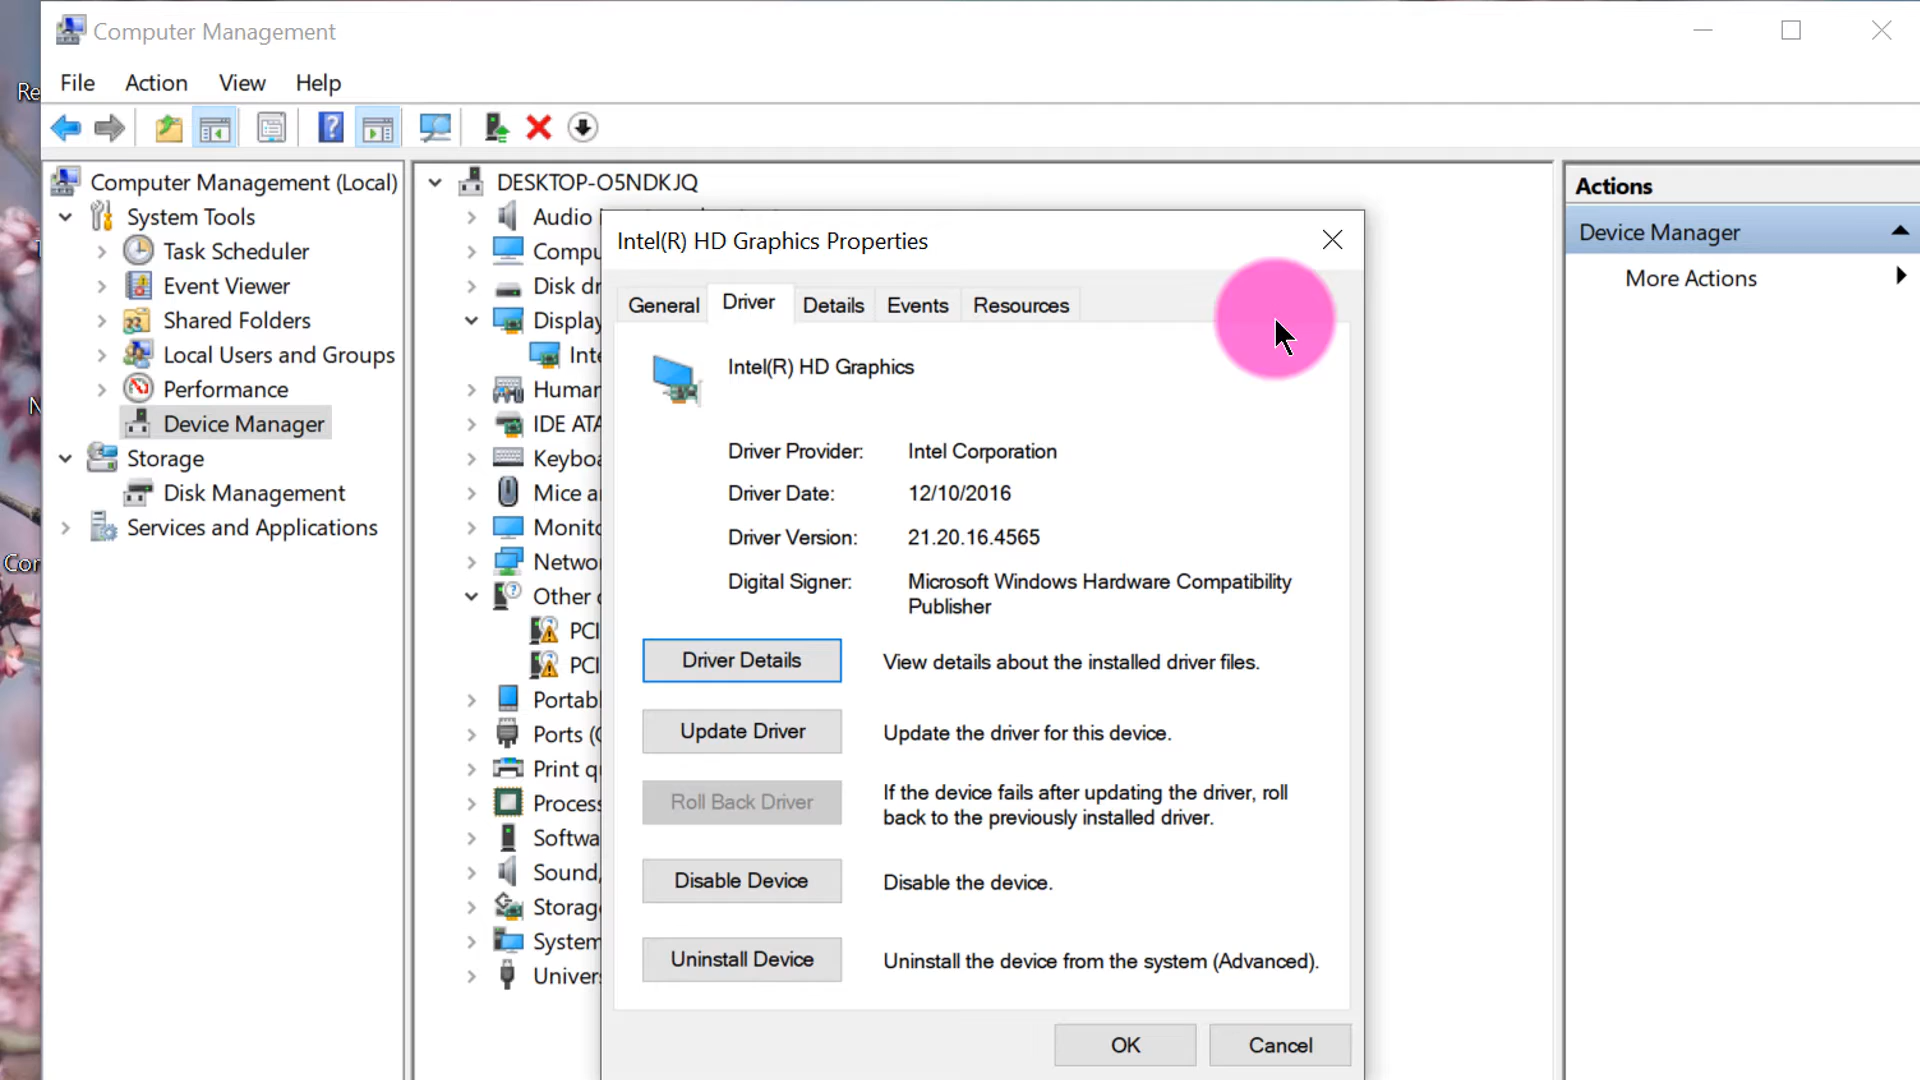 Computer Management
File Action View Help
Re
Computer Management (Local)
System Tools
Task Scheduler
Event Viewer
Shared Folders
Local Users and Groups
Performance
Device Manager
Storage
Disk Management
Services and Applications
Cor
DESKTOP-O5NDKJQ
Audio
Compu
Disk dr
Display
Inte
Human
IDE ATA
Keyboa
Mice a
Monito
Networ
Other
PCI
PCI
Portabl
Ports (
Print q
Process
Softwa
Sound,
Storag
System
Univers
Intel(R) HD Graphics Properties
General Driver Details Events Resources
Intel(R) HD Graphics
Driver Provider: Intel Corporation
Driver Date: 12/10/2016
Driver Version: 21.20.16.4565
Digital Signer: Microsoft Windows Hardware Compatibility
Publisher
Driver Details View details about the installed driver files.
Update Driver Update the driver for this device.
Roll Back Driver If the device fails after updating the driver, roll
back to the previously installed driver.
Disable Device Disable the device.
Uninstall Device Uninstall the device from the system (Advanced).
OK Cancel
Actions
Device Manager
More Actions